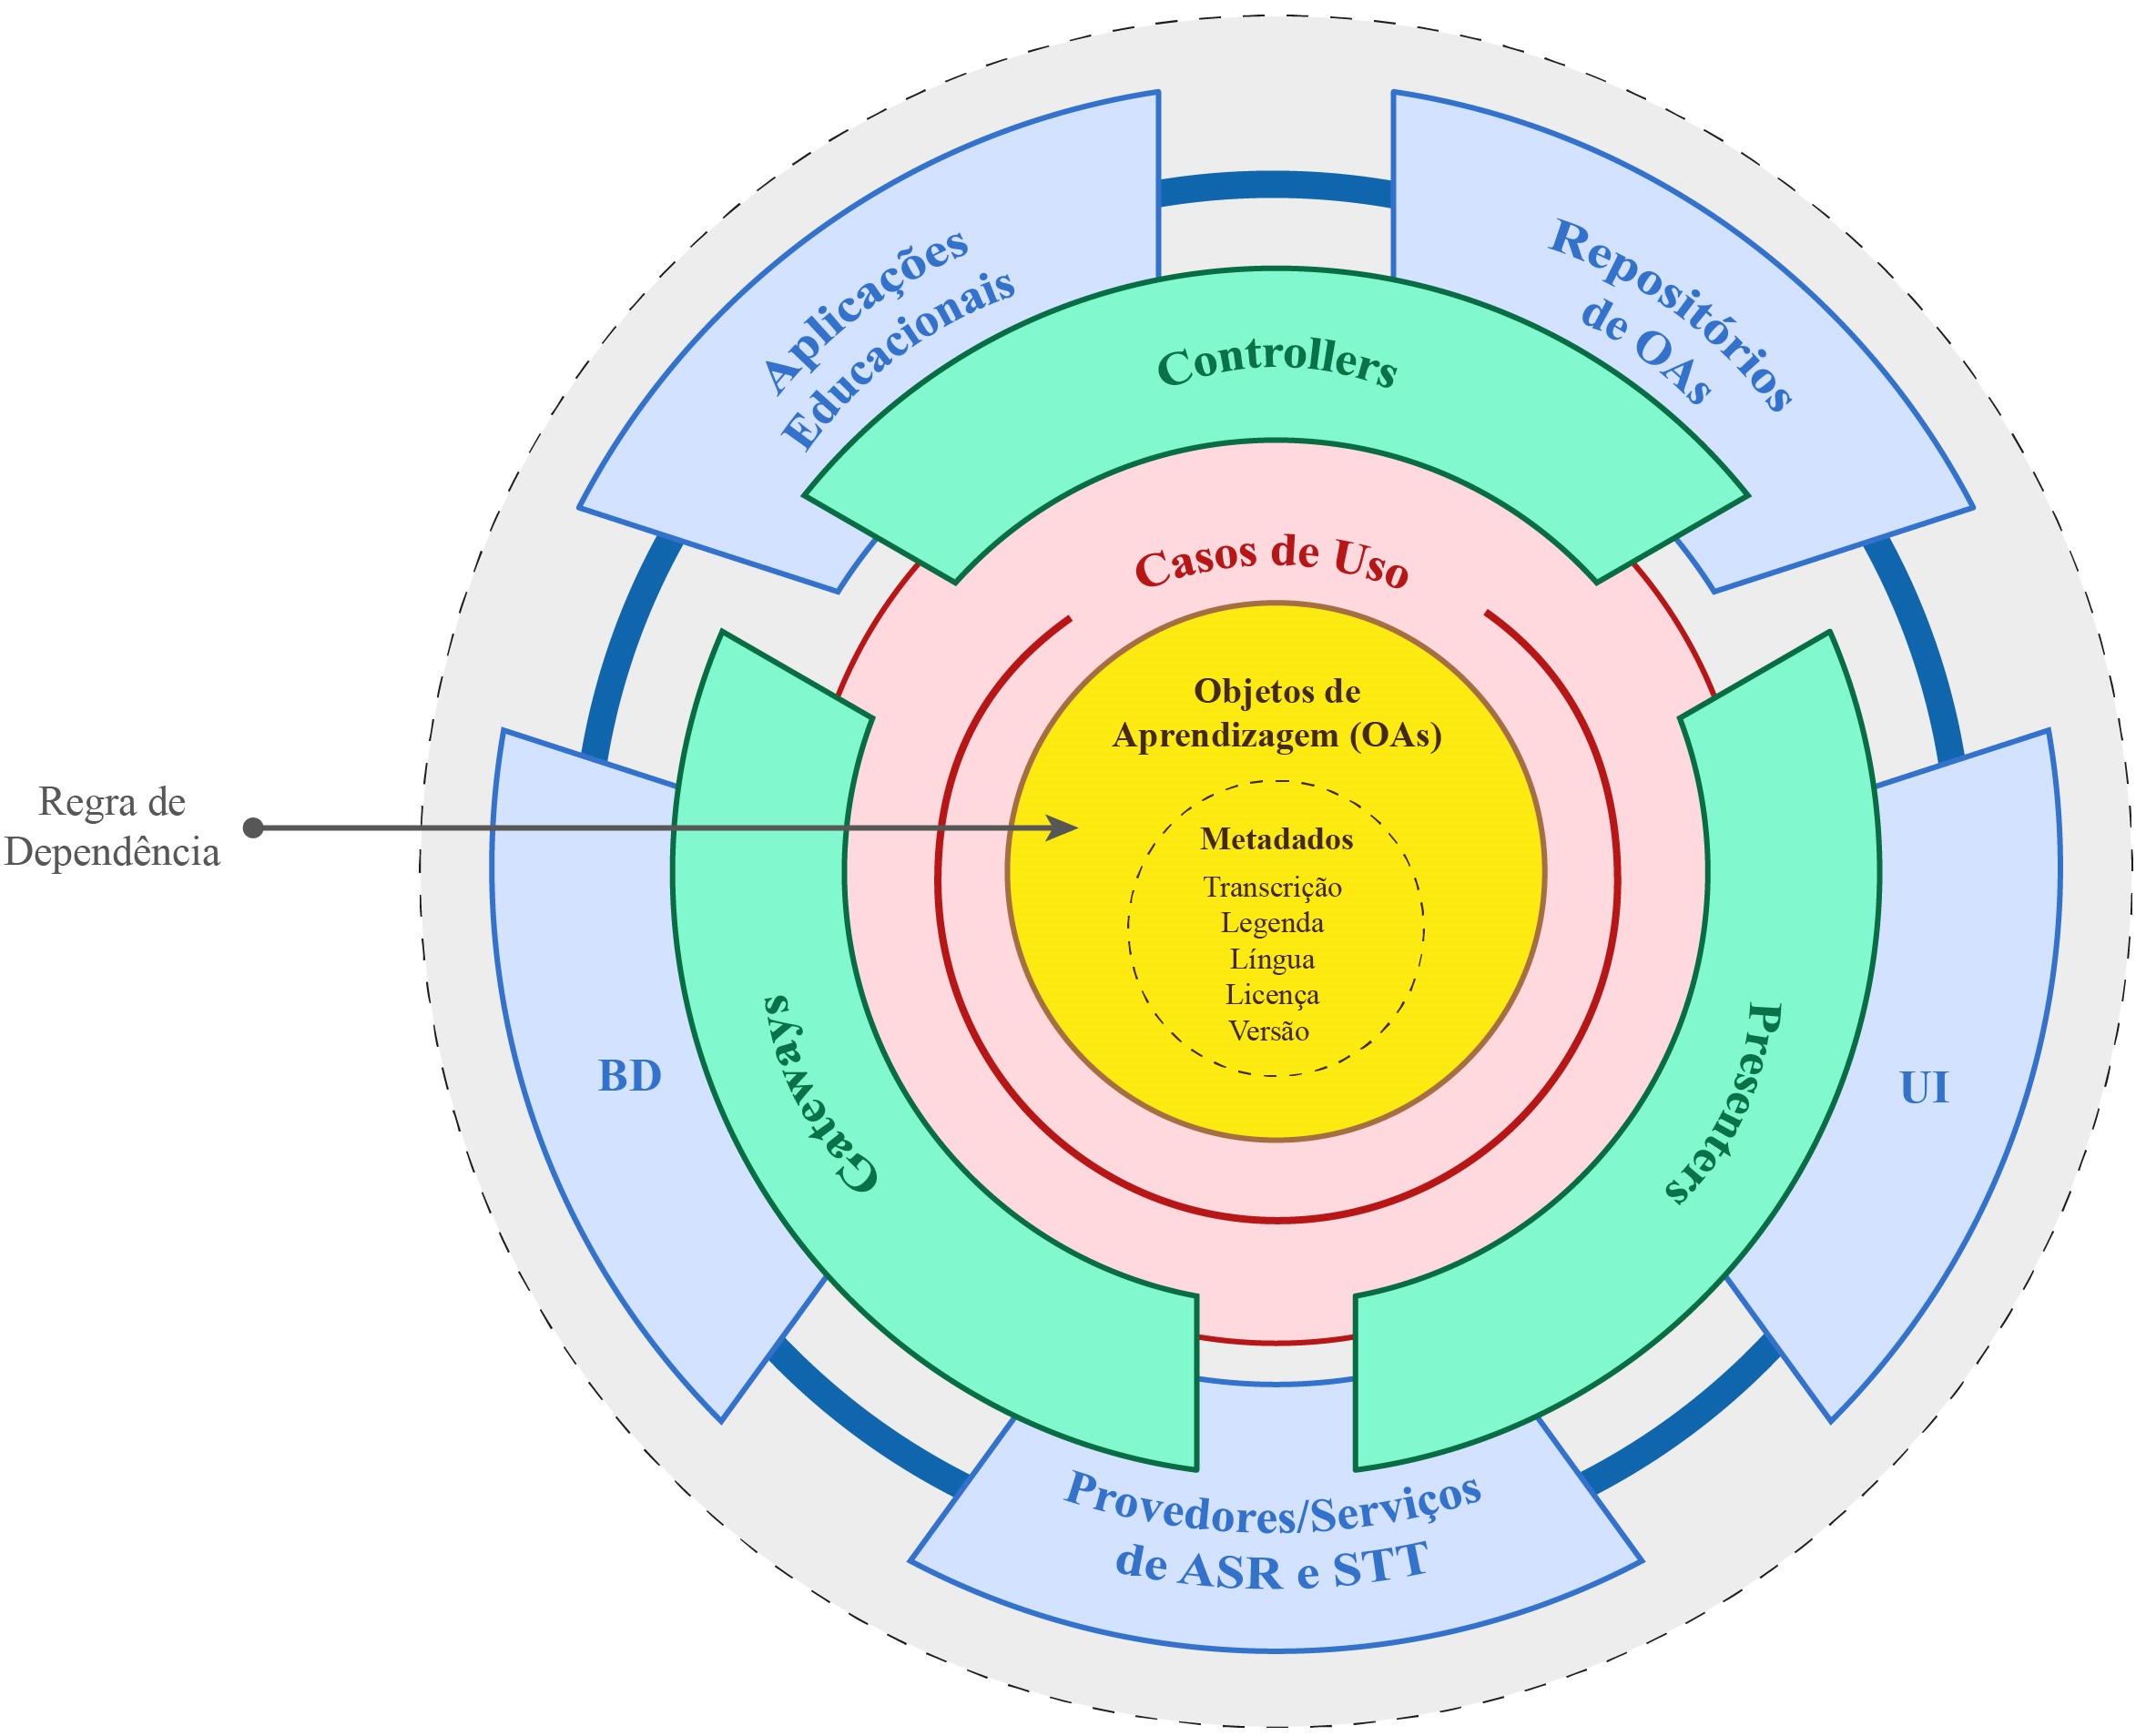 Aplicações
Educacionais
Repositórios
de OAs
Controllers
Casos de Uso
Objetos de
Aprendizagem (OAs)
Metadados
Transcrição
Legenda
Língua
Licença
Versão
Regra de
Dependência
Gateways
Presenters
BD
UI
Provedores/Serviços
de ASR e STT